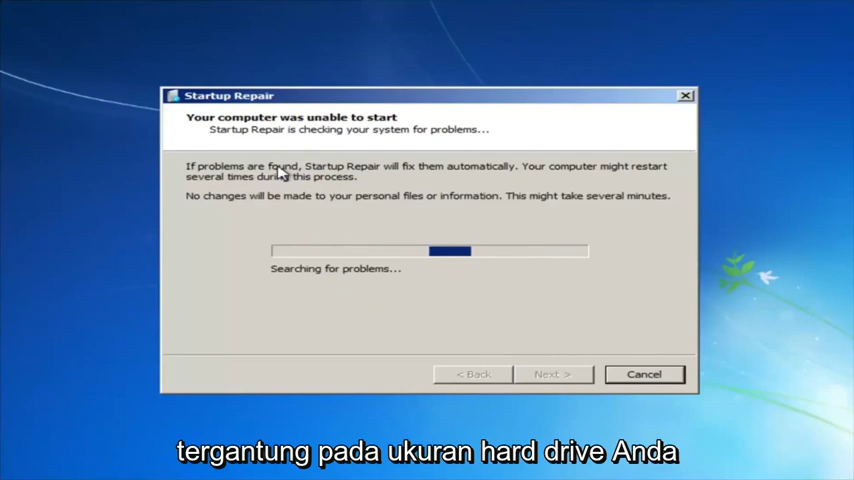 Startup Repair
Your computer was unable to start
Startup Repair is checking your system for problems...
If problems are found, Startup Repair will fix them automatically. Your computer might restart
several times during this process.
No changes will be made to your personal files or information. This might take several minutes.
Searching for problems...
< Back
Next >
Cancel
tergantung pada ukuran hard drive Anda